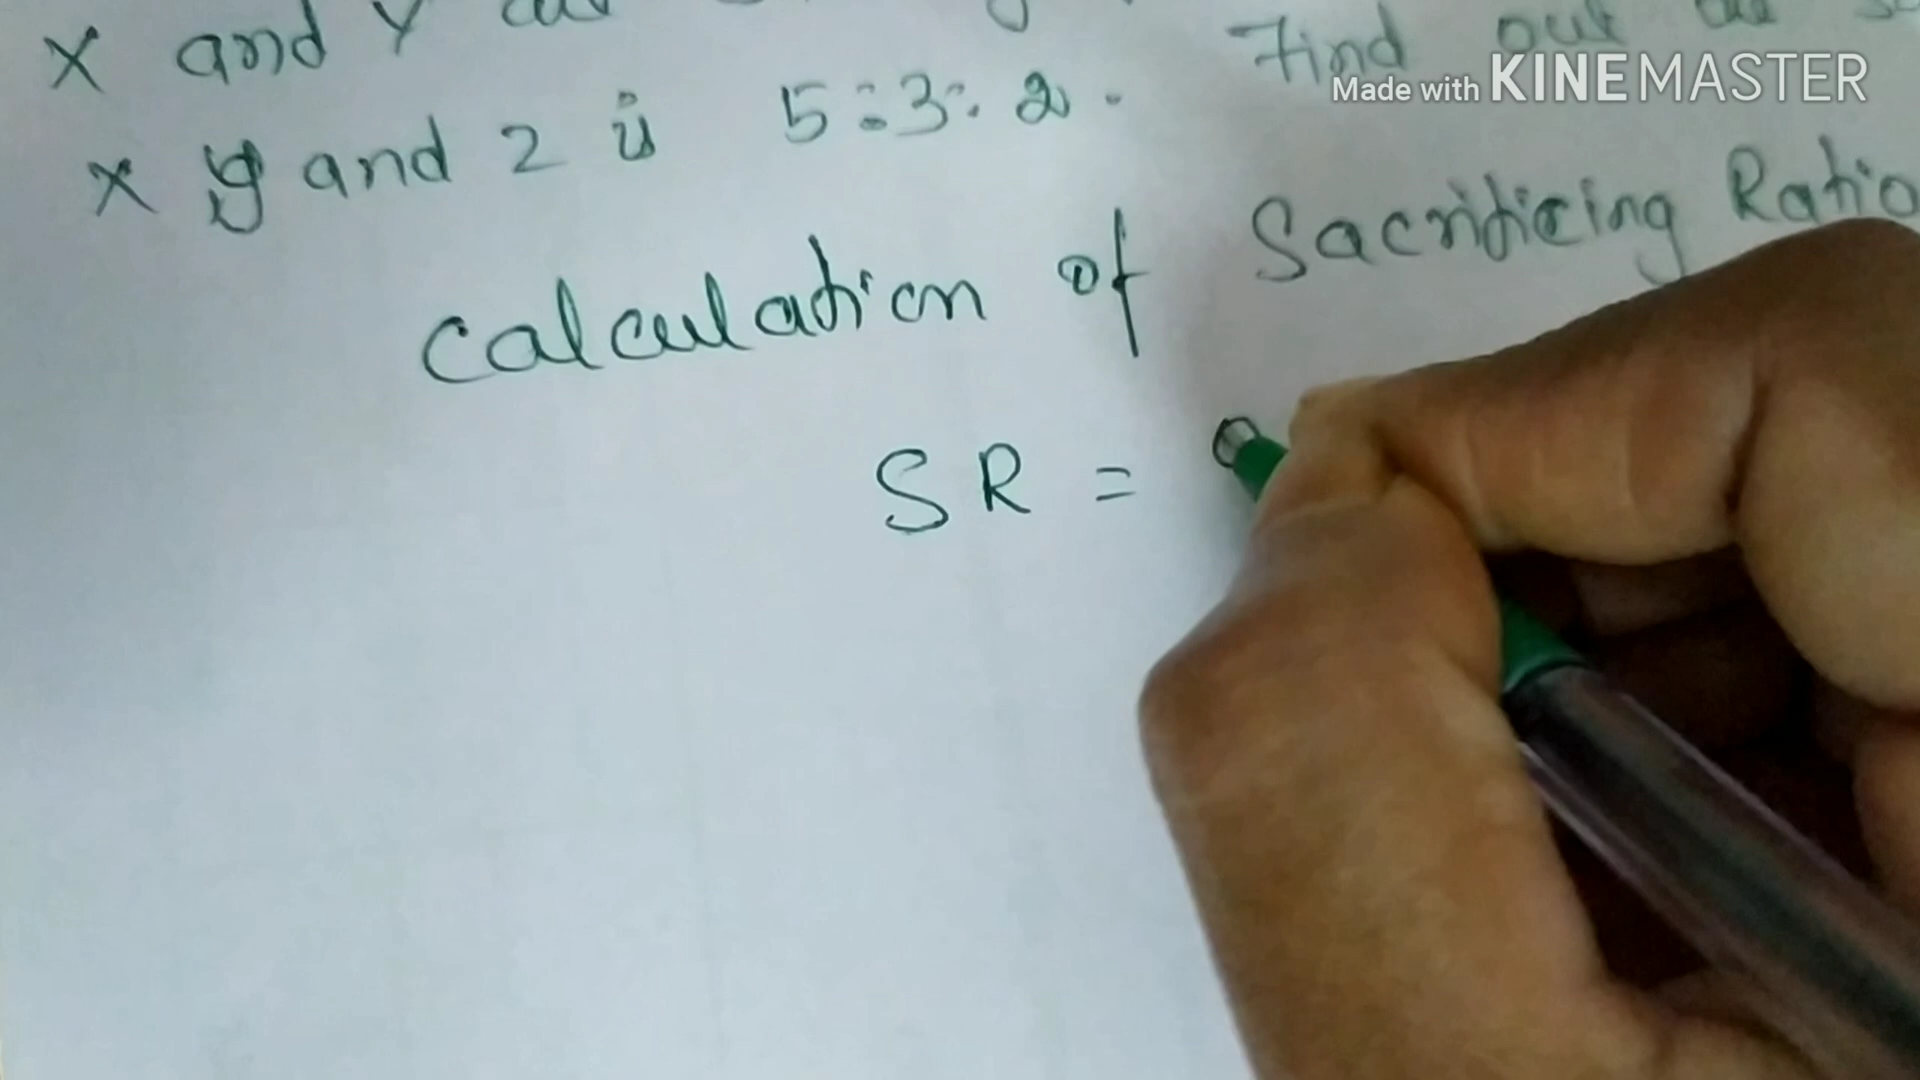 X and Y
Find out
Made with KINEMASTER
X y and Z is 5:3:2.
Calculation of Sacrificing Ratio
SR =